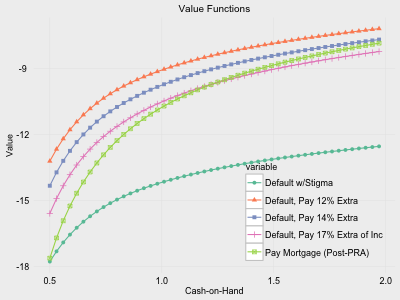 Value Functions
-9
-12
-15
-18
Value
0.5
1.0
1.5
2.0
Cash-on-Hand
variable
Default w/Stigma
Default, Pay 12% Extra
Default, Pay 14% Extra
Default, Pay 17% Extra of Inc
Pay Mortgage (Post-PRA)